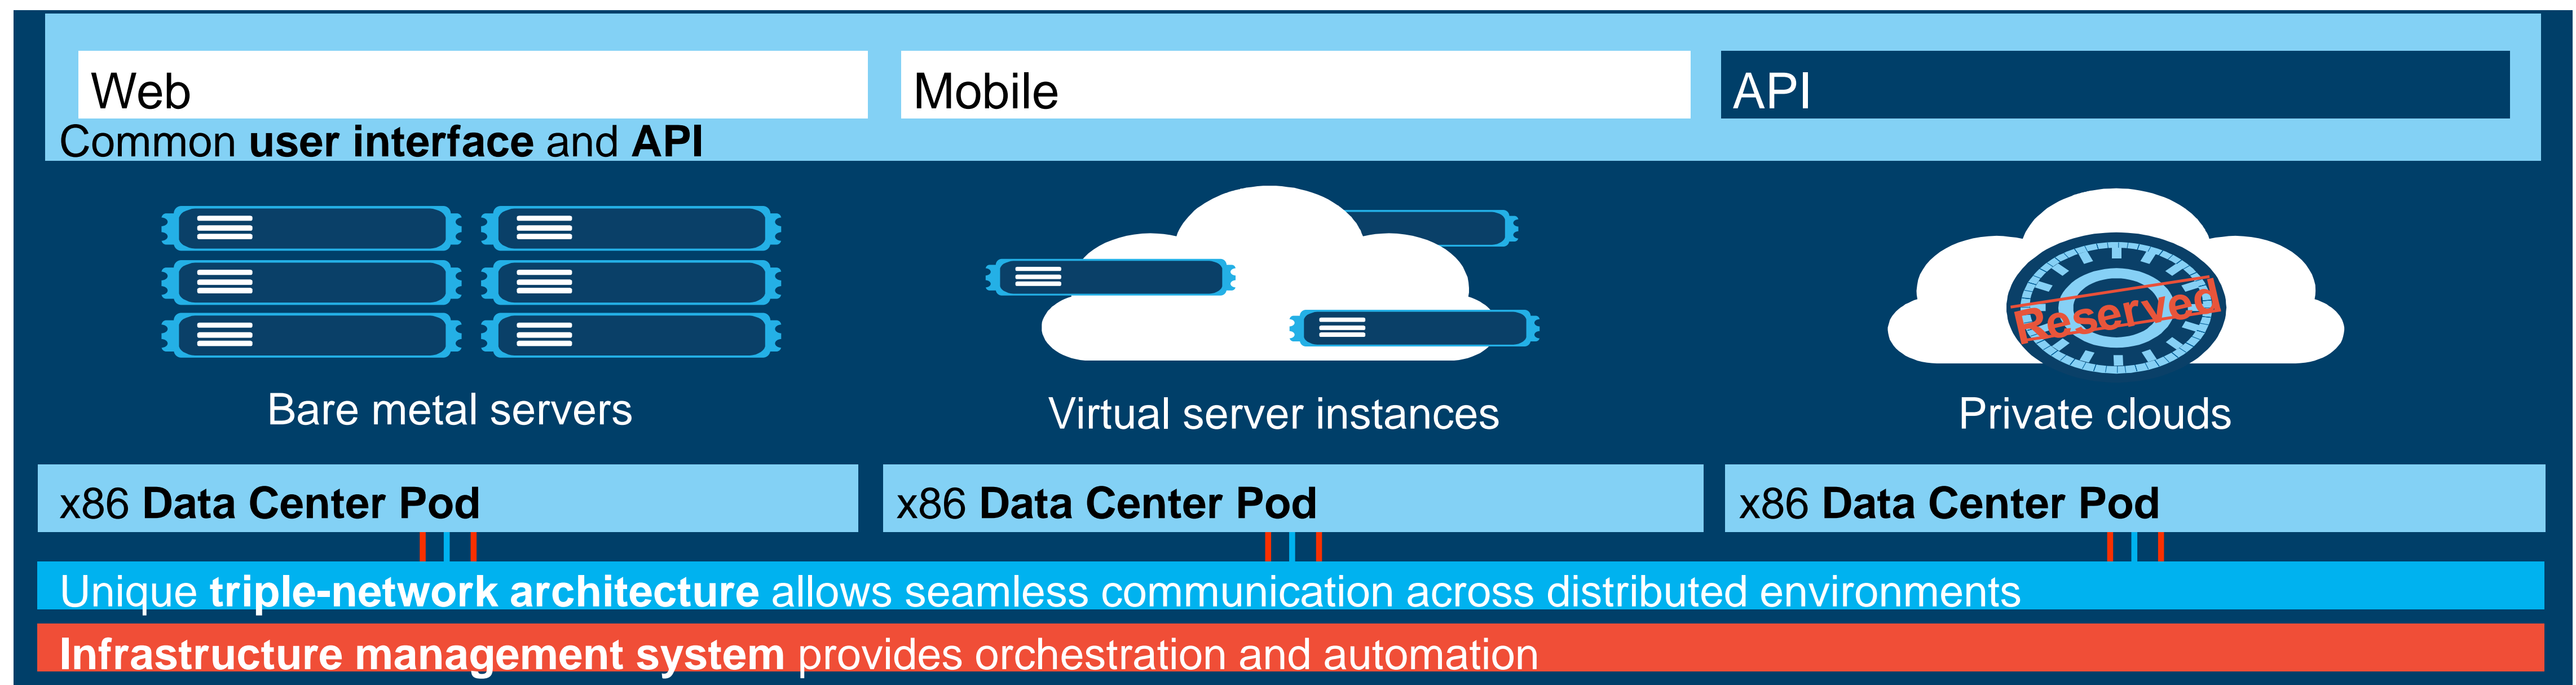 Web
Mobile
API
Common user interface and API
Reserved
Bare metal servers
Virtual server instances
Private clouds
x86 Data Center Pod
x86 Data Center Pod
x86 Data Center Pod
Unique triple-network architecture allows seamless communication across distributed environments
Infrastructure management system provides orchestration and automation